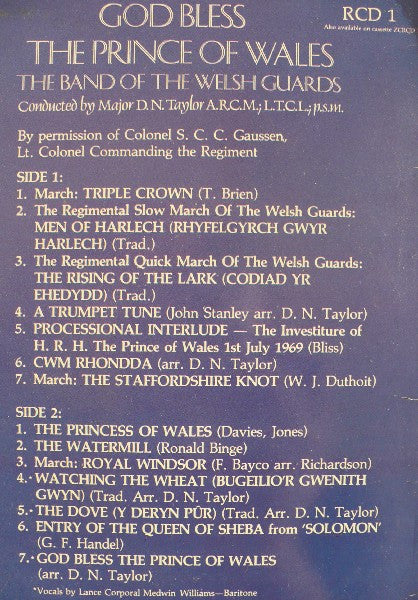 GOD BLESS
THE PRINCE OF WALES
RCD 1
Also available on cassette ZCRCD
THE BAND OF THE WELSH GUARDS
Conducted by Major D. N. Taylor A.R.C.M.; L.T.C.L.; p.s.m.
By permission of Colonel S. C. C. Gaussen,
Lt. Colonel Commanding the Regiment
SIDE 1:
1. March: TRIPLE CROWN (T. Brien)
2. The Regimental Slow March Of The Welsh Guards:
MEN OF HARLECH (RHYFELGYRCH GWYR
HARLECH) (Trad.)
3. The Regimental Quick March Of The Welsh Guards:
THE RISING OF THE LARK (CODIAD YR
EHEDYDD) (Trad.)
4. A TRUMPET TUNE (John Stanley arr. D. N. Taylor)
5. PROCESSIONAL INTERLUDE — The Investiture of
H. R. H. The Prince of Wales 1st July 1969 (Bliss)
6. CWM RHONDDA (arr. D. N. Taylor)
7. March: THE STAFFORDSHIRE KNOT (W. J. Duthoit)
SIDE 2:
1. THE PRINCESS OF WALES (Davies, Jones)
2. THE WATERMILL (Ronald Binge)
3. March: ROYAL WINDSOR (F. Bayco arr. Richardson)
4.*WATCHING THE WHEAT (BUGEILIO'R GWENITH
GWYN) (Trad. Arr. D. N. Taylor)
5.*THE DOVE (Y DERYN PŪR) (Trad. Arr. D. N. Taylor)
6. ENTRY OF THE QUEEN OF SHEBA from 'SOLOMON'
(G. F. Handel)
7.*GOD BLESS THE PRINCE OF WALES
(arr. D. N. Taylor)
*Vocals by Lance Corporal Medwin Williams—Baritone